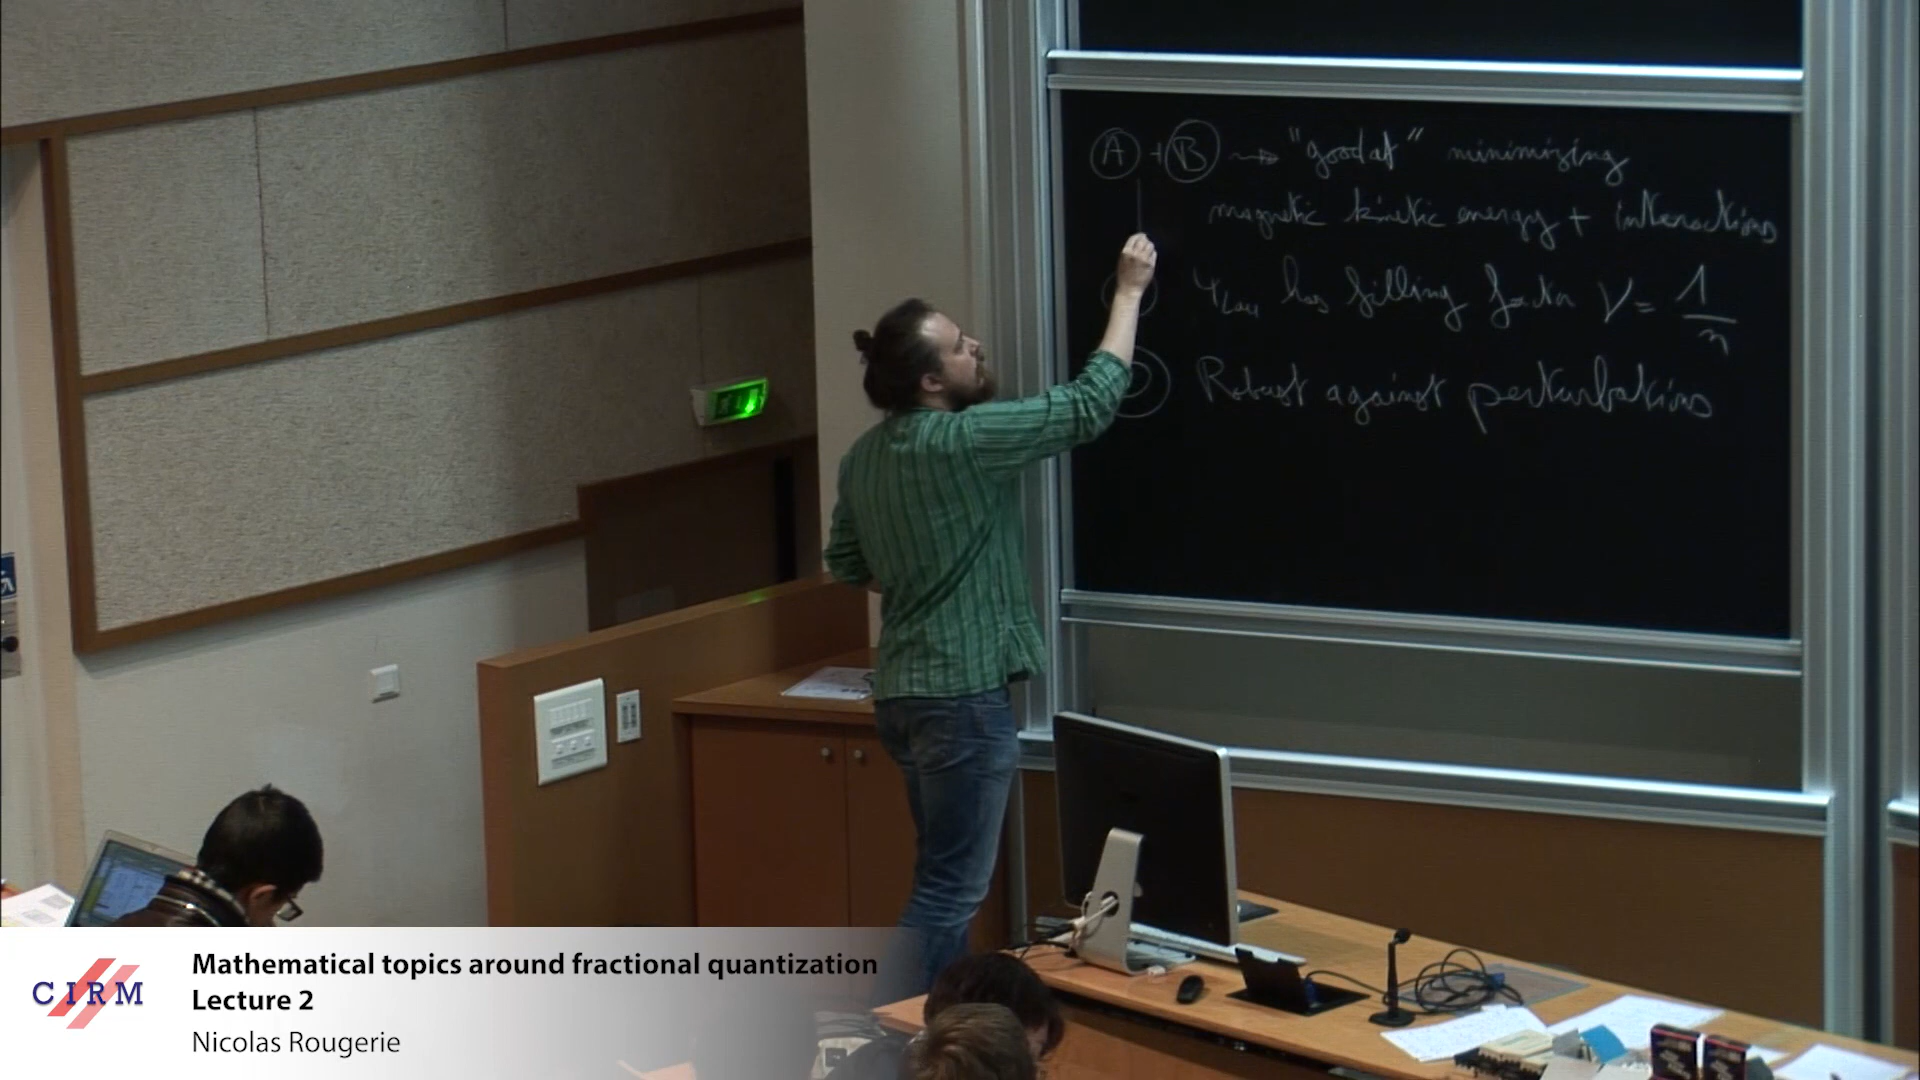 A + B → "good at" minimizing
magnetic kinetic energy + interactions
Ψ_Lau has filling factor ν = 1/n
Robust against perturbations
CIRM
Mathematical topics around fractional quantization
Lecture 2
Nicolas Rougerie